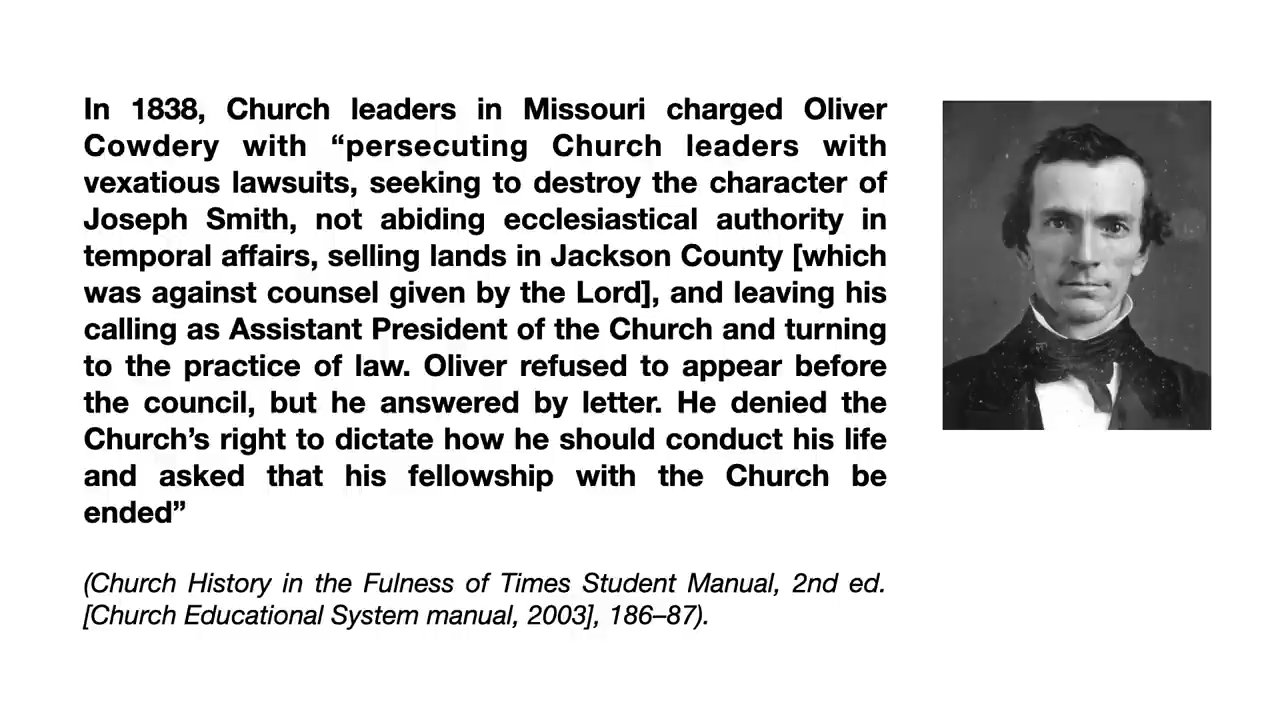 In 1838, Church leaders in Missouri charged Oliver
Cowdery with “persecuting Church leaders with
vexatious lawsuits, seeking to destroy the character of
Joseph Smith, not abiding ecclesiastical authority in
temporal affairs, selling lands in Jackson County [which
was against counsel given by the Lord], and leaving his
calling as Assistant President of the Church and turning
to the practice of law. Oliver refused to appear before
the council, but he answered by letter. He denied the
Church’s right to dictate how he should conduct his life
and asked that his fellowship with the Church be
ended”
(Church History in the Fulness of Times Student Manual, 2nd ed.
[Church Educational System manual, 2003], 186–87).